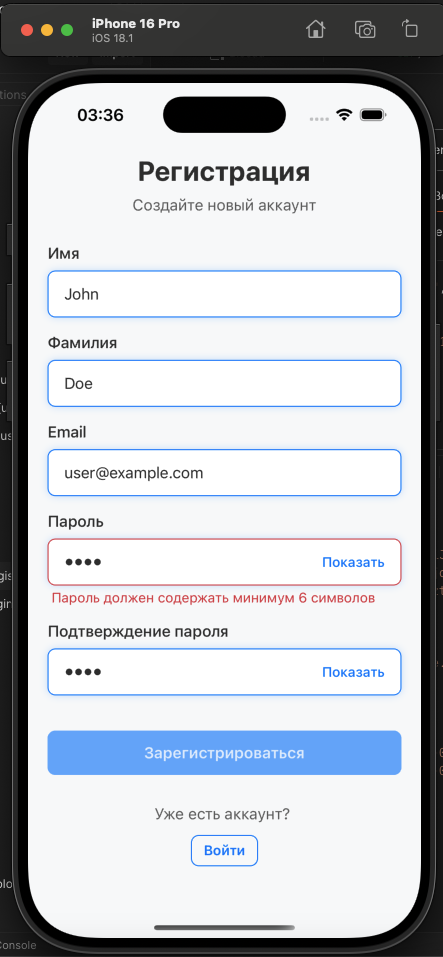 iPhone 16 Pro
iOS 18.1
03:36
Регистрация
Создайте новый аккаунт
Имя
John
Фамилия
Doe
Email
user@example.com
Пароль
Показать
Пароль должен содержать минимум 6 символов
Подтверждение пароля
Показать
Зарегистрироваться
Уже есть аккаунт?
Войти
Console